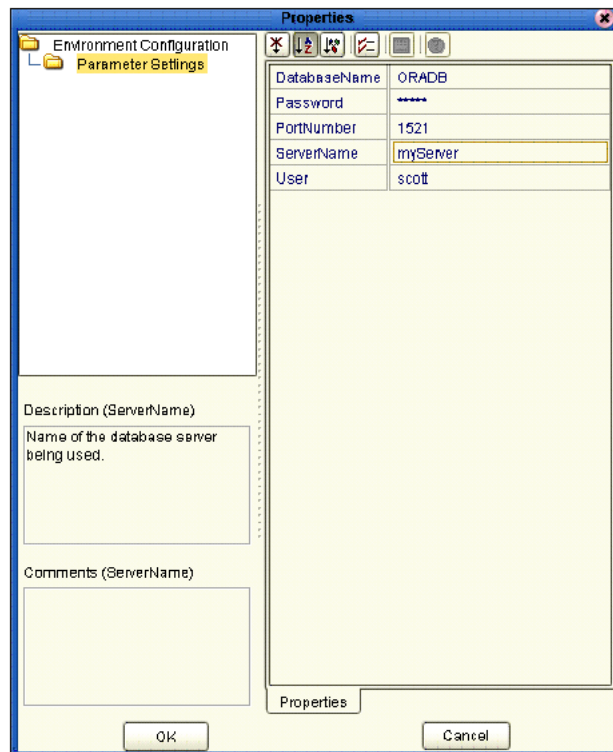 Properties
Environment Configuration
Parameter Settings
DatabaseName ORADB
Password *****
PortNumber 1521
ServerName myServer
User scott
Description (ServerName)
Name of the database server
being used.
Comments (ServerName)
Properties
OK
Cancel